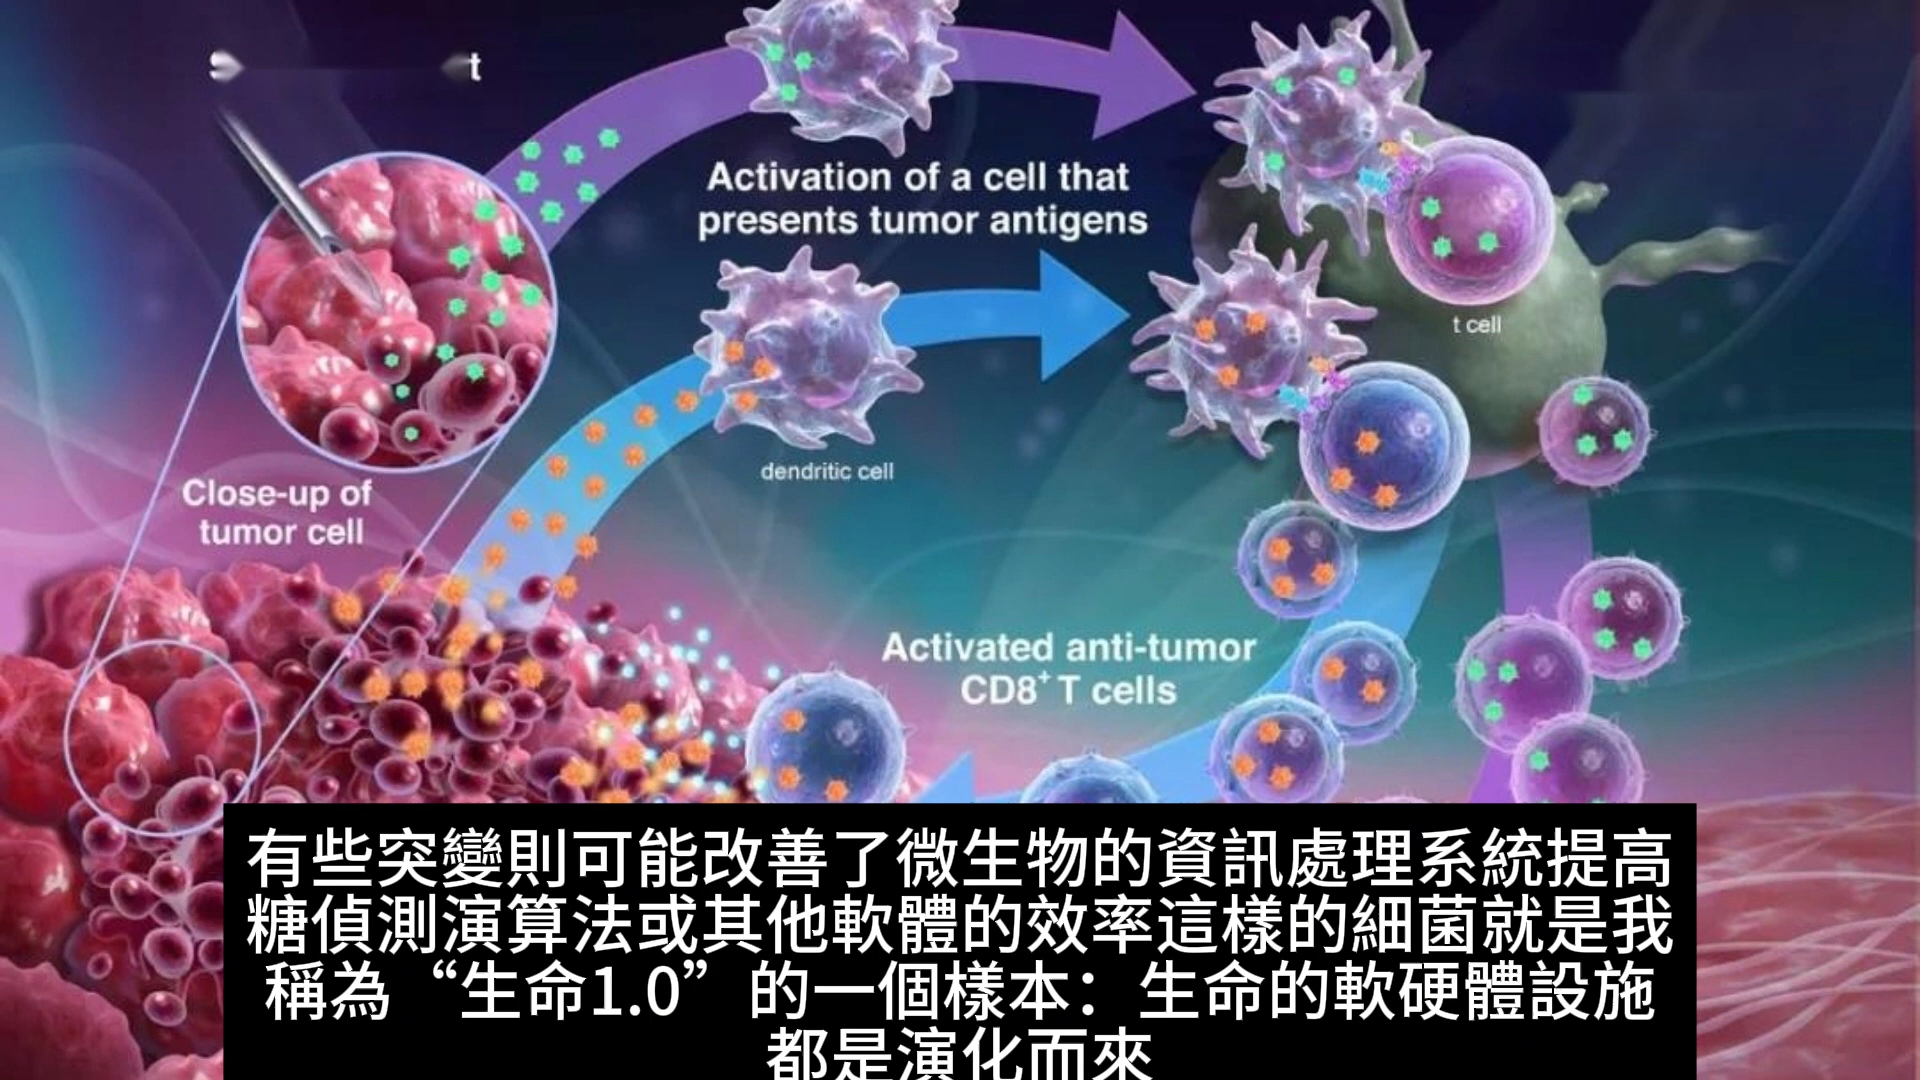 Activation of a cell that
presents tumor antigens
t cell
dendritic cell
Close-up of
tumor cell
Activated anti-tumor
CD8⁺ T cells
有些突變則可能改善了微生物的資訊處理系統提高
糖偵測演算法或其他軟體的效率這樣的細菌就是我
稱為“生命1.0”的一個樣本：生命的軟硬體設施
都是演化而來